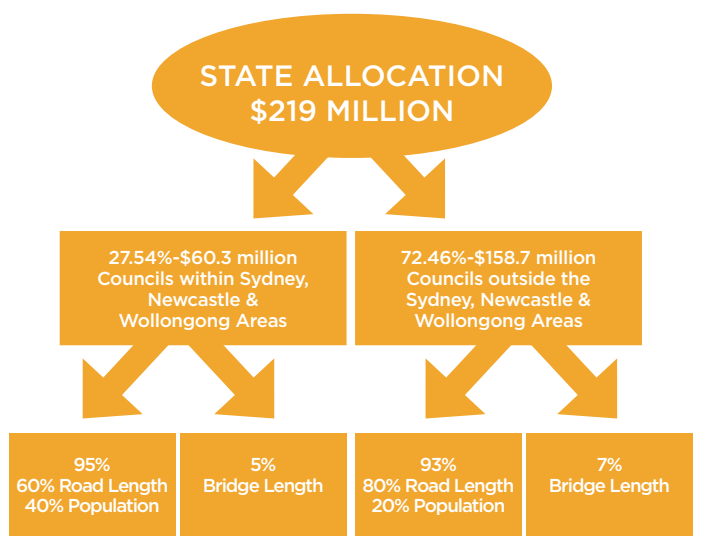 STATE ALLOCATION
$219 MILLION
27.54%-$60.3 million
Councils within Sydney,
Newcastle &
Wollongong Areas
72.46%-$158.7 million
Councils outside the
Sydney, Newcastle &
Wollongong Areas
95%
60% Road Length
40% Population
5%
Bridge Length
93%
80% Road Length
20% Population
7%
Bridge Length